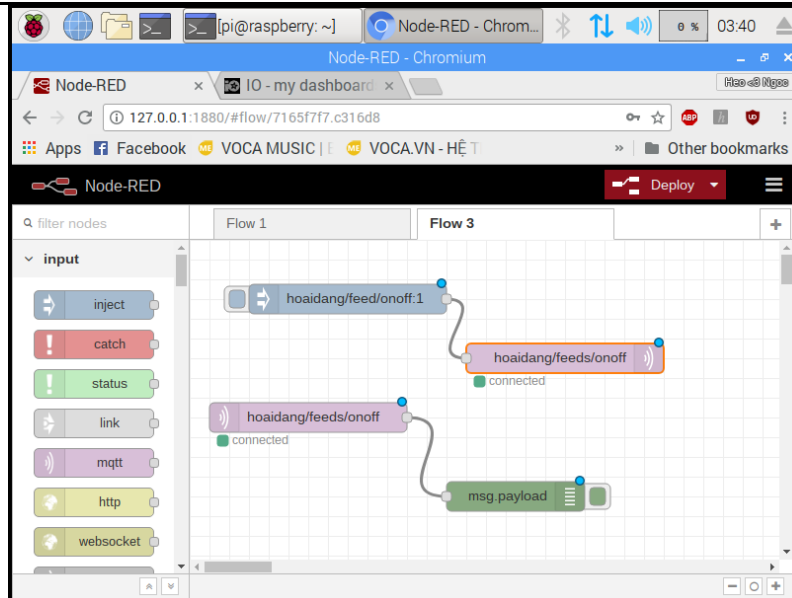 [pi@raspberry: ~]
Node-RED - Chrom...
0 %
03:40
Node-RED - Chromium
Node-RED
IO - my dashboard
Heo <3 Ngoc
127.0.0.1:1880/#flow/7165f7f7.c316d8
ABP
h
Apps
Facebook
VOCA MUSIC |
VOCA.VN - HỆ T
»
Other bookmarks
Node-RED
Deploy
filter nodes
Flow 1
Flow 3
input
inject
catch
status
link
mqtt
http
websocket
hoaidang/feed/onoff:1
hoaidang/feeds/onoff
connected
hoaidang/feeds/onoff
connected
msg.payload